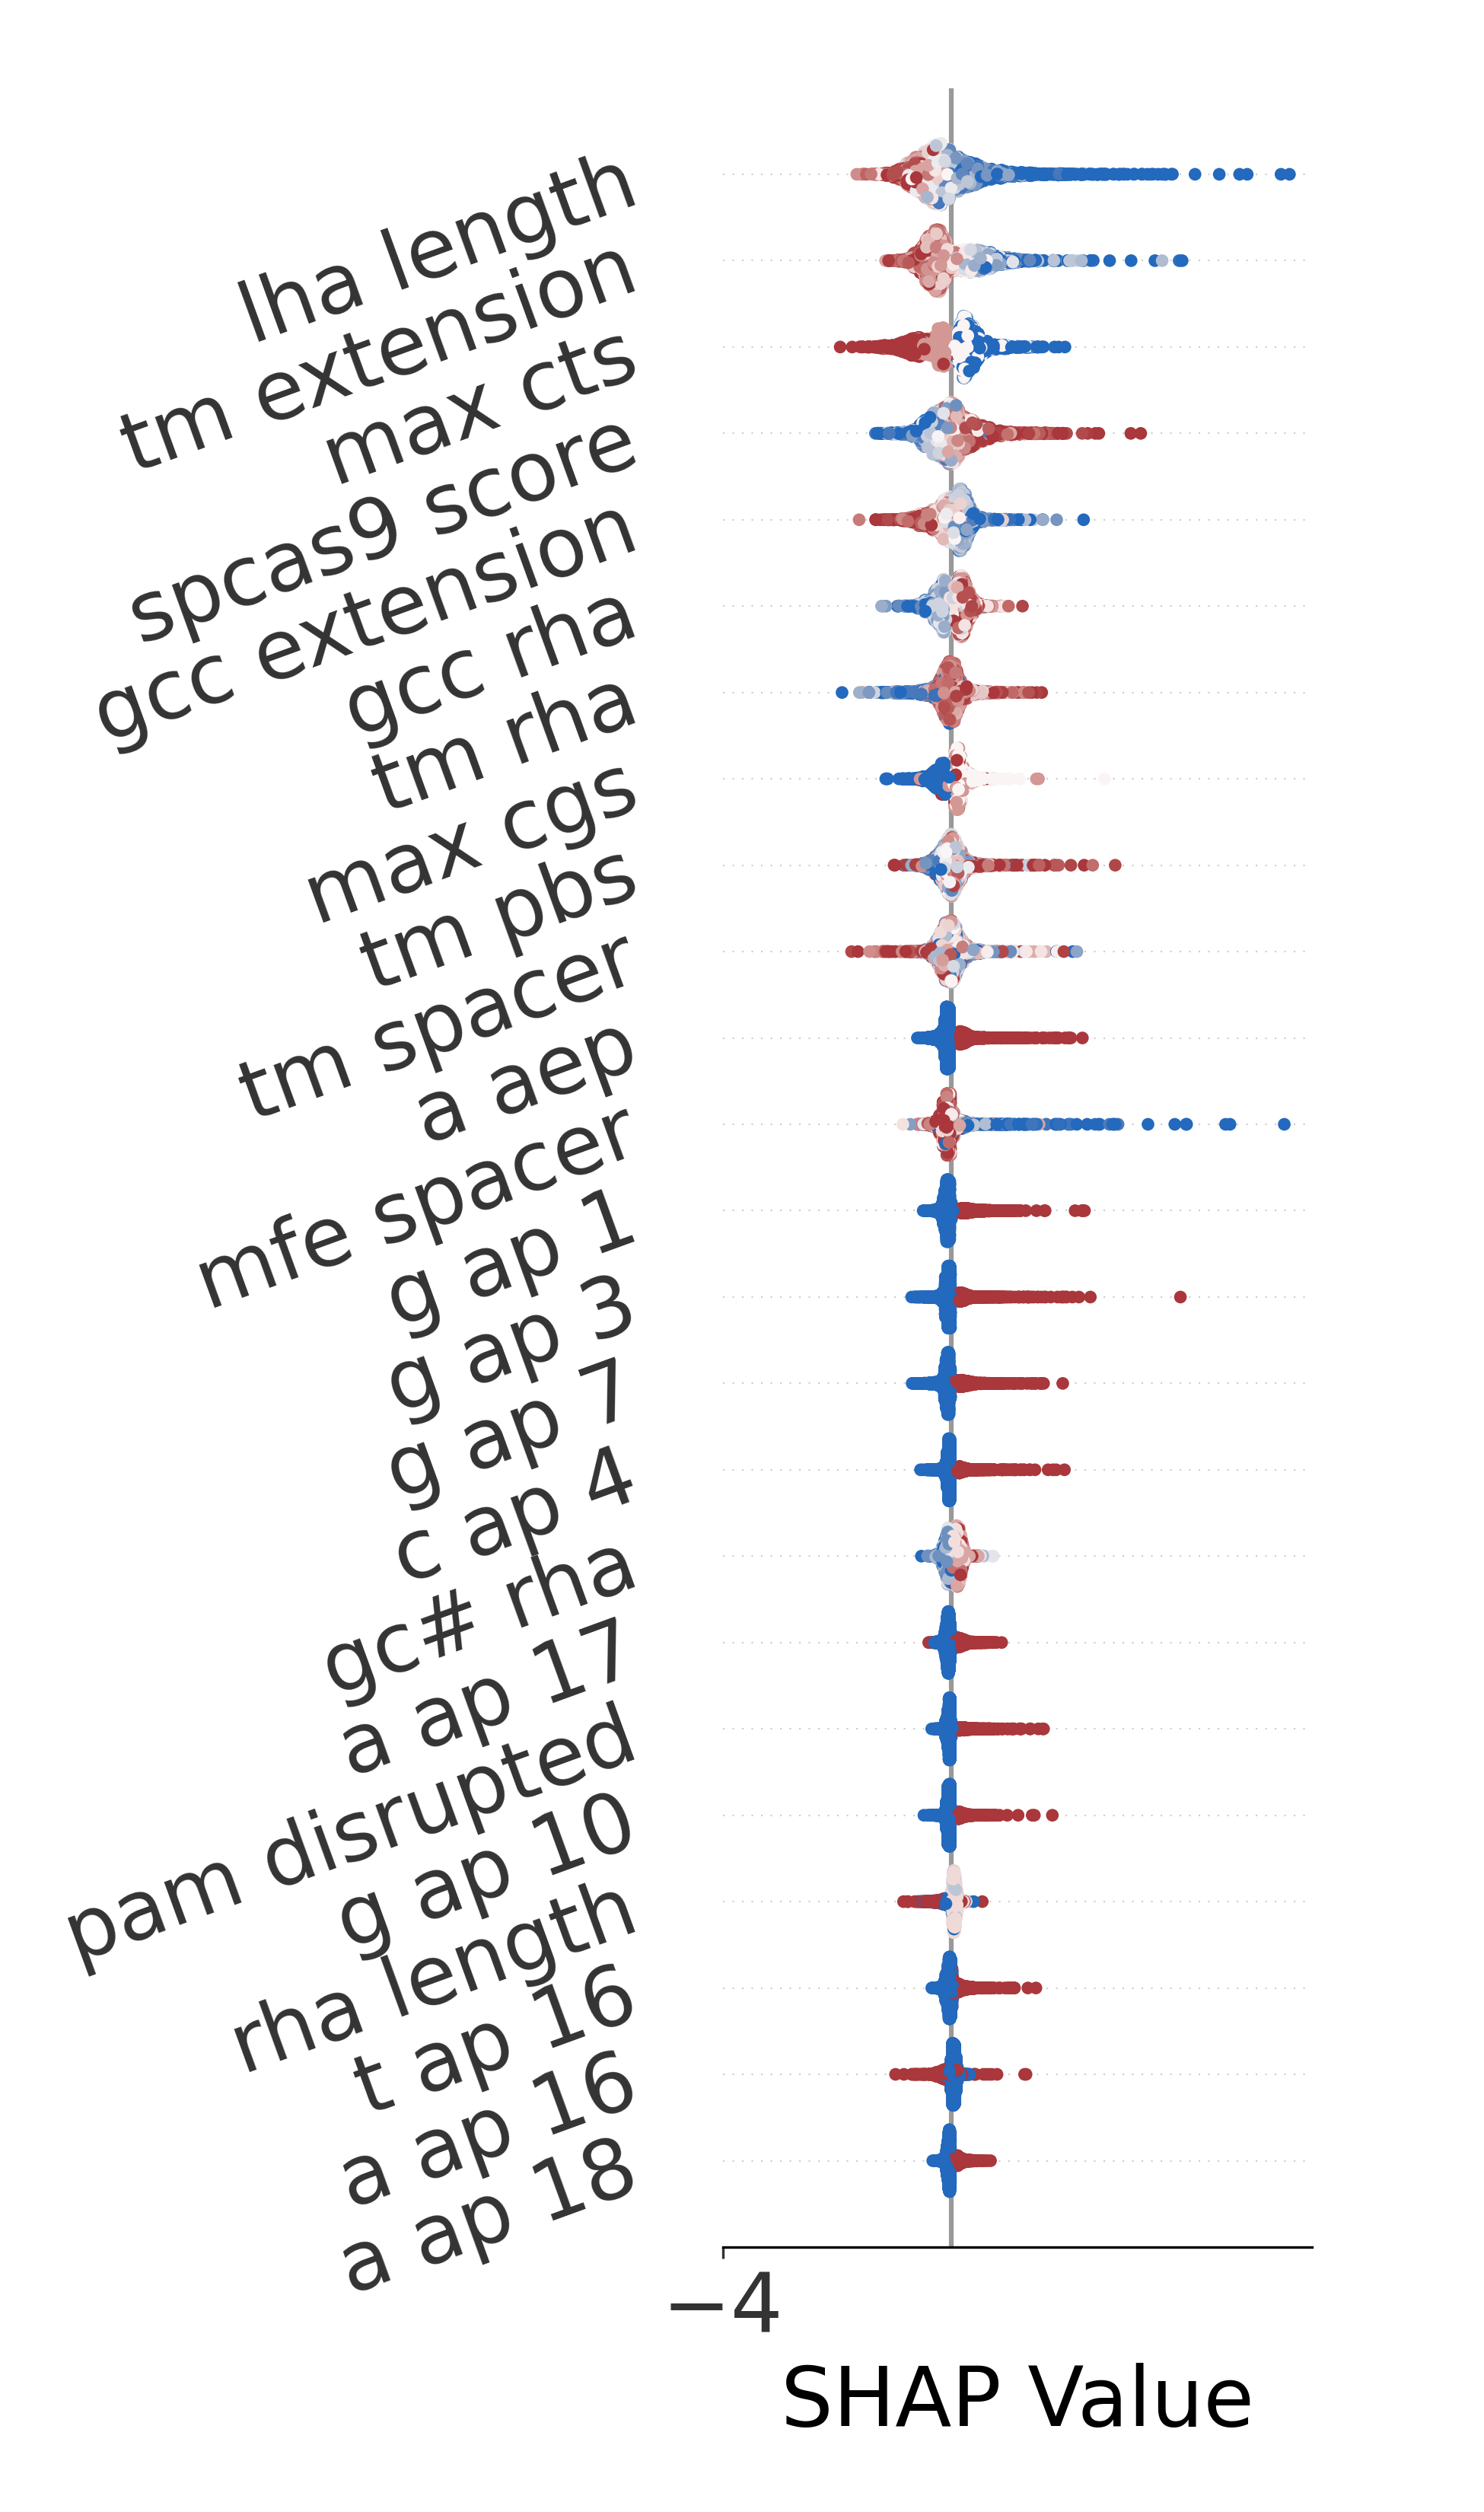 lha length
tm extension
max cts
spcas9 score
gcc extension
gcc rha
tm rha
max cgs
tm pbs
tm spacer
a aep
mfe spacer
g ap 1
g ap 3
g ap 7
c ap 4
gc# rha
a ap 17
pam disrupted
g ap 10
rha length
t ap 16
a ap 16
a ap 18
−4
SHAP Value